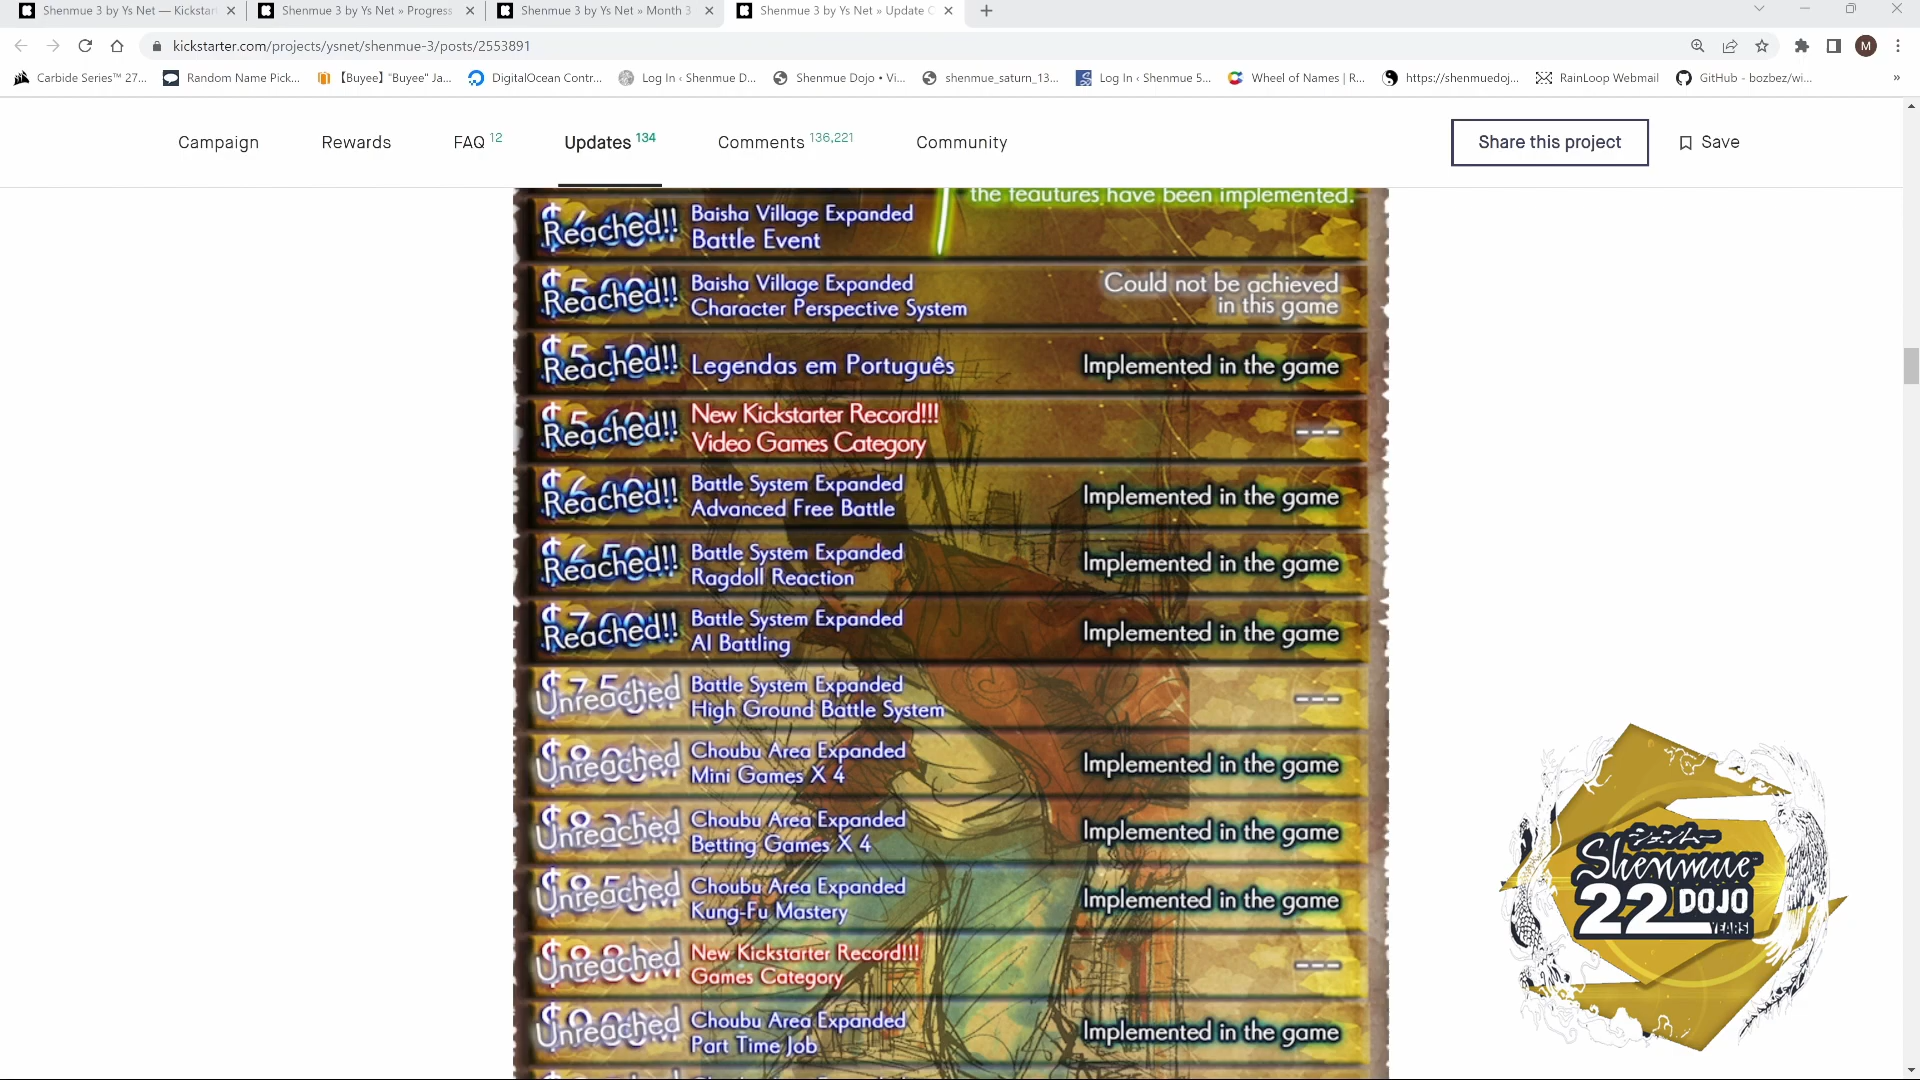 Shenmue 3 by Ys Net — Kickstar
Shenmue 3 by Ys Net » Progress
Shenmue 3 by Ys Net » Month 3
Shenmue 3 by Ys Net » Update
kickstarter.com/projects/ysnet/shenmue-3/posts/2553891
M
Carbide Series™ 27...
Random Name Pick...
【Buyee】 "Buyee" Ja...
DigitalOcean Contr...
Log In ‹ Shenmue D...
Shenmue Dojo • Vi...
shenmue_saturn_13...
Log In ‹ Shenmue 5...
Wheel of Names | R...
https://shenmuedoj...
RainLoop Webmail
GitHub - bozbez/wi...
»
Campaign
Rewards
FAQ 12
Updates 134
Comments 136,221
Community
Share this project
Save
the feautures have been implemented.
Reached!!
Baisha Village Expanded
Battle Event
Reached!!
Baisha Village Expanded
Character Perspective System
Could not be achieved
in this game
Reached!!
Legendas em Português
Implemented in the game
Reached!!
New Kickstarter Record!!!
Video Games Category
---
Reached!!
Battle System Expanded
Advanced Free Battle
Implemented in the game
Reached!!
Battle System Expanded
Ragdoll Reaction
Implemented in the game
Reached!!
Battle System Expanded
AI Battling
Implemented in the game
Unreached
Battle System Expanded
High Ground Battle System
---
Unreached
Choubu Area Expanded
Mini Games X 4
Implemented in the game
Unreached
Choubu Area Expanded
Betting Games X 4
Implemented in the game
Unreached
Choubu Area Expanded
Kung-Fu Mastery
Implemented in the game
Unreached
New Kickstarter Record!!!
Games Category
---
Unreached
Choubu Area Expanded
Part Time Job
Implemented in the game
シェンムー
Shenmue
22 DOJO
YEARS!